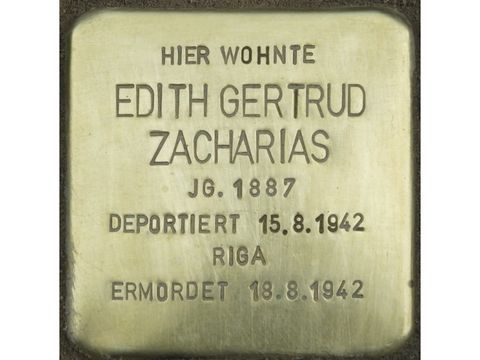 HIER WOHNTE
EDITH GERTRUD
ZACHARIAS
JG. 1887
DEPORTIERT 15.8.1942
RIGA
ERMORDET 18.8.1942